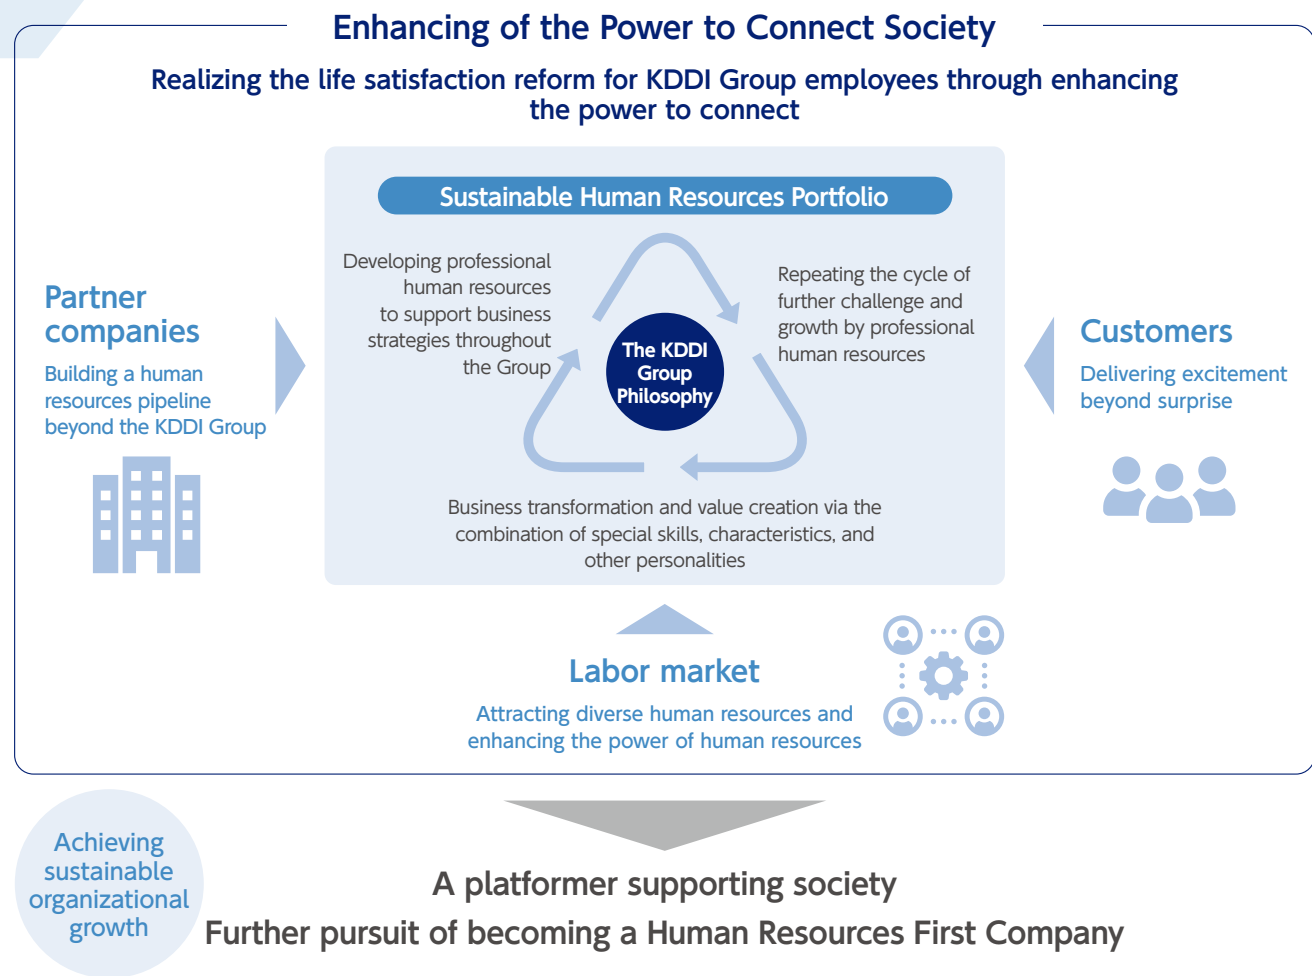 Enhancing of the Power to Connect Society
Realizing the life satisfaction reform for KDDI Group employees through enhancing
the power to connect
Sustainable Human Resources Portfolio
Developing professional
human resources
to support business
strategies throughout
the Group
Repeating the cycle of
further challenge and
growth by professional
human resources
The KDDI
Group
Philosophy
Business transformation and value creation via the
combination of special skills, characteristics, and
other personalities
Partner
companies
Building a human
resources pipeline
beyond the KDDI Group
Customers
Delivering excitement
beyond surprise
Labor market
Attracting diverse human resources and
enhancing the power of human resources
Achieving
sustainable
organizational
growth
A platformer supporting society
Further pursuit of becoming a Human Resources First Company